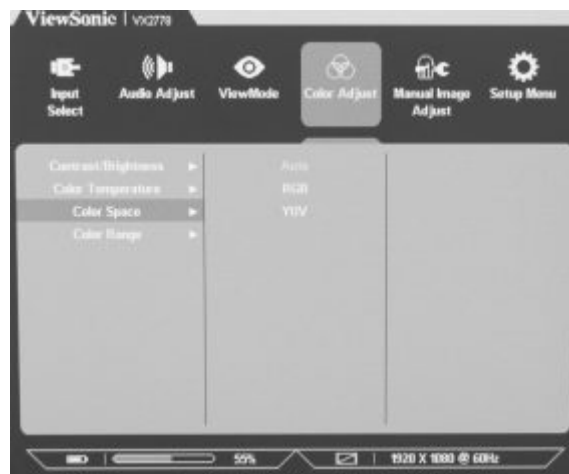 ViewSonic | VX2778
Input Select
Audio Adjust
ViewMode
Color Adjust
Manual Image Adjust
Setup Menu
Contrast/Brightness
Color Temperature
Color Space
Color Range
Auto
RGB
YUV
55%
1920 X 1080 @ 60Hz